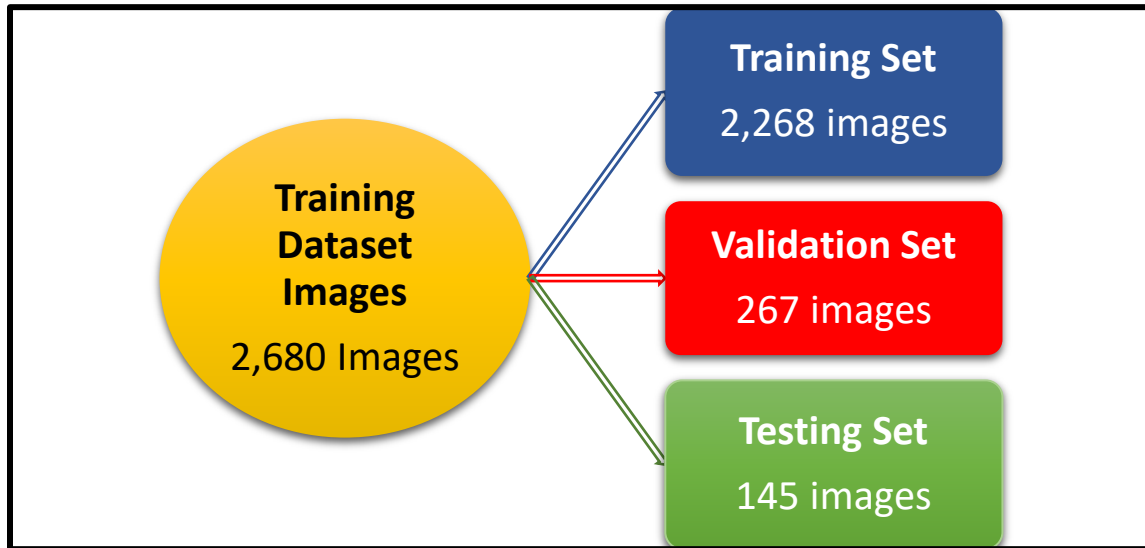 Training
Dataset
Images
2,680 Images
Training Set
2,268 images
Validation Set
267 images
Testing Set
145 images